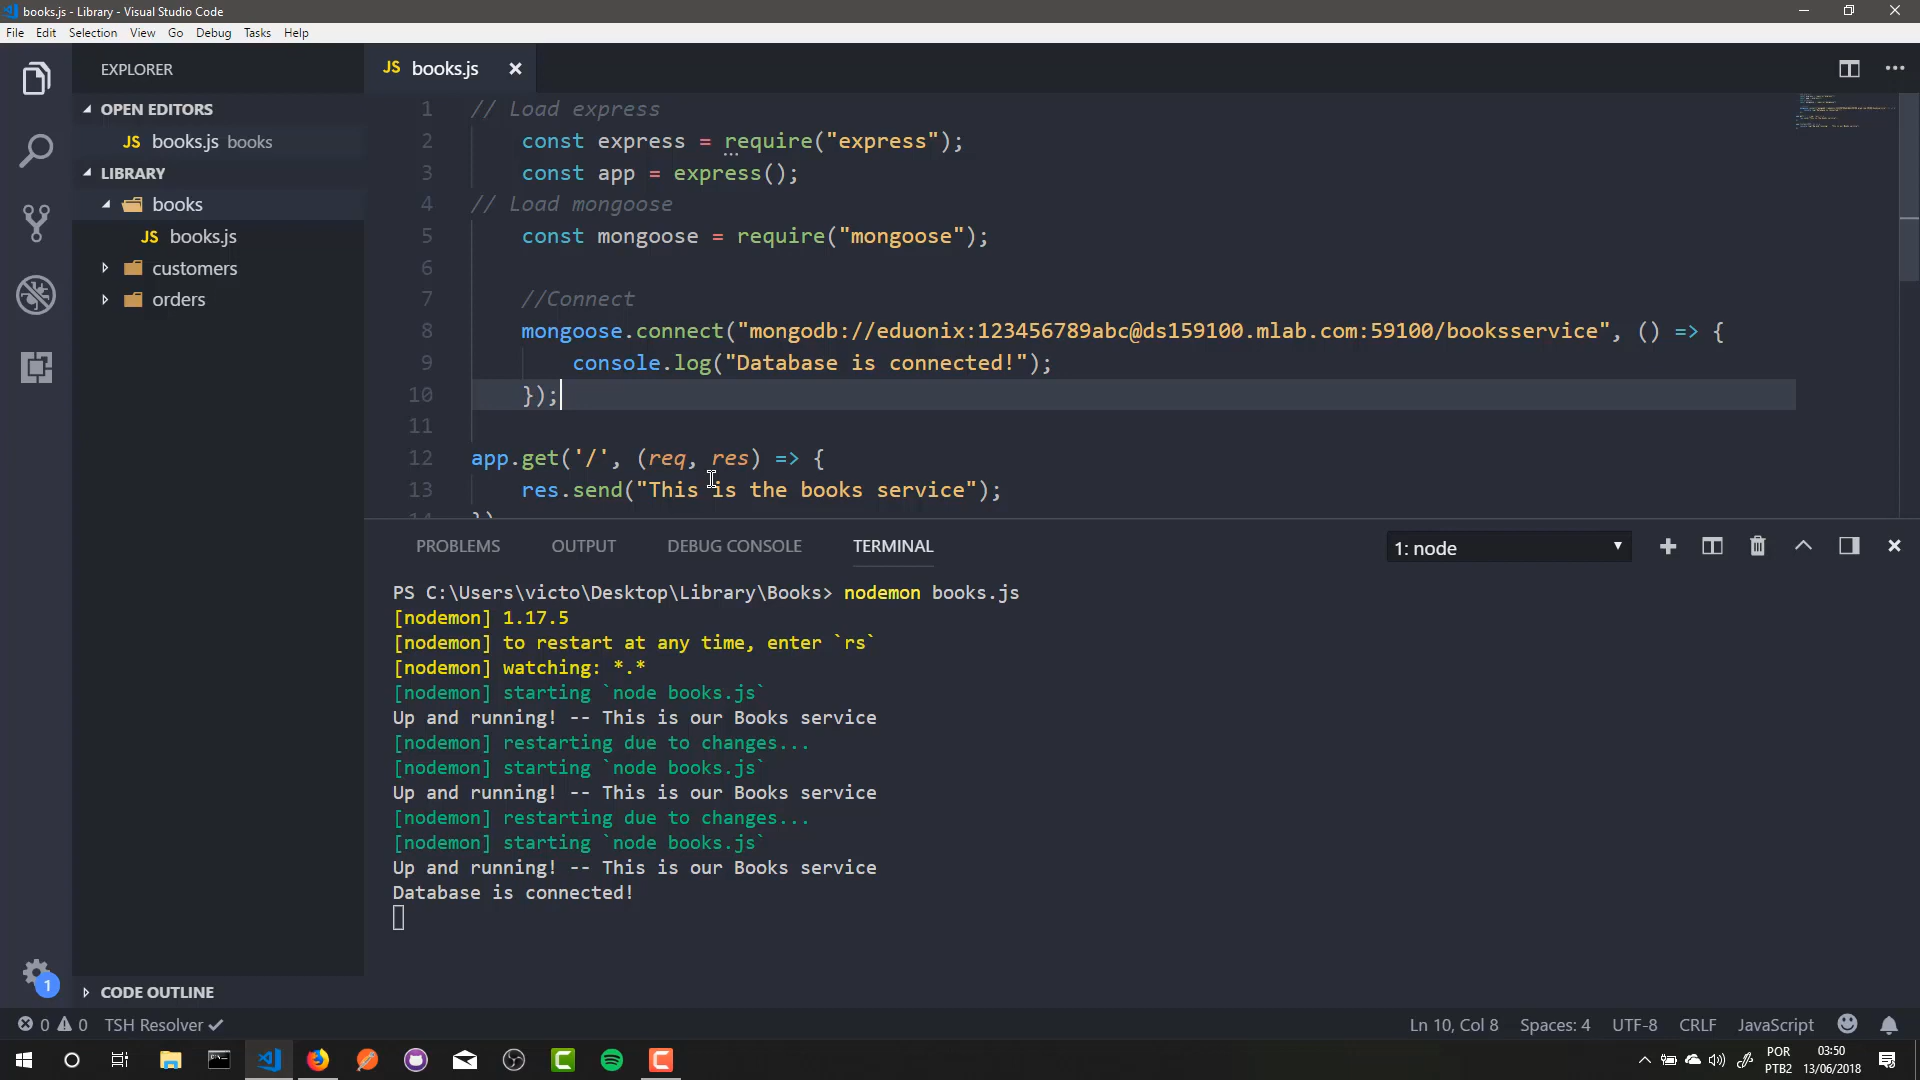 books.js - Library - Visual Studio Code
File Edit Selection View Go Debug Tasks Help
EXPLORER
OPEN EDITORS
JS books.js books
LIBRARY
books
JS books.js
customers
orders
CODE OUTLINE
JS books.js
1 // Load express
2 const express = require("express");
3 const app = express();
4 // Load mongoose
5 const mongoose = require("mongoose");
6
7 //Connect
8 mongoose.connect("mongodb://eduonix:123456789abc@ds159100.mlab.com:59100/booksservice", () => {
9 console.log("Database is connected!");
10 });
11
12 app.get('/', (req, res) => {
13 res.send("This is the books service");
14 })
PROBLEMS OUTPUT DEBUG CONSOLE TERMINAL 1: node
PS C:\Users\victo\Desktop\Library\Books> nodemon books.js
[nodemon] 1.17.5
[nodemon] to restart at any time, enter `rs`
[nodemon] watching: *.*
[nodemon] starting `node books.js`
Up and running! -- This is our Books service
[nodemon] restarting due to changes...
[nodemon] starting `node books.js`
Up and running! -- This is our Books service
[nodemon] restarting due to changes...
[nodemon] starting `node books.js`
Up and running! -- This is our Books service
Database is connected!
1
0 0 TSH Resolver Ln 10, Col 8 Spaces: 4 UTF-8 CRLF JavaScript
POR
PTB2
03:50
13/06/2018